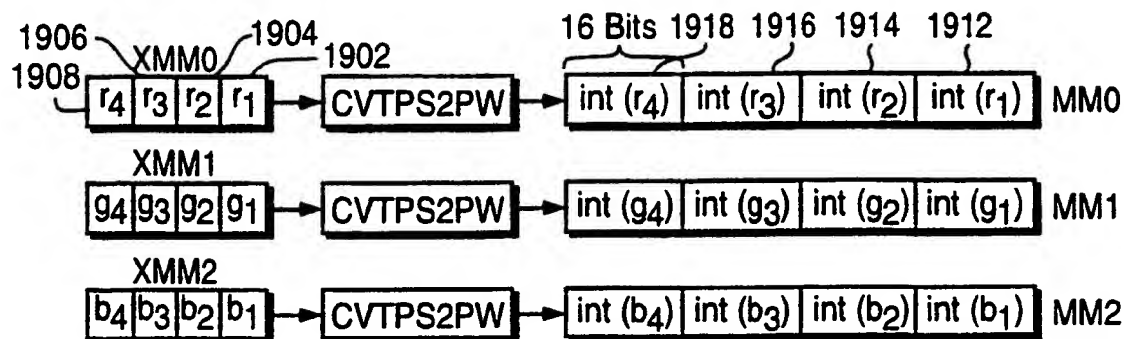 1906 XMM0 1904 16 Bits 1918 1916 1914 1912
1908 1902
r4 r3 r2 r1 CVTPS2PW int (r4) int (r3) int (r2) int (r1) MM0
XMM1
g4 g3 g2 g1 CVTPS2PW int (g4) int (g3) int (g2) int (g1) MM1
XMM2
b4 b3 b2 b1 CVTPS2PW int (b4) int (b3) int (b2) int (b1) MM2